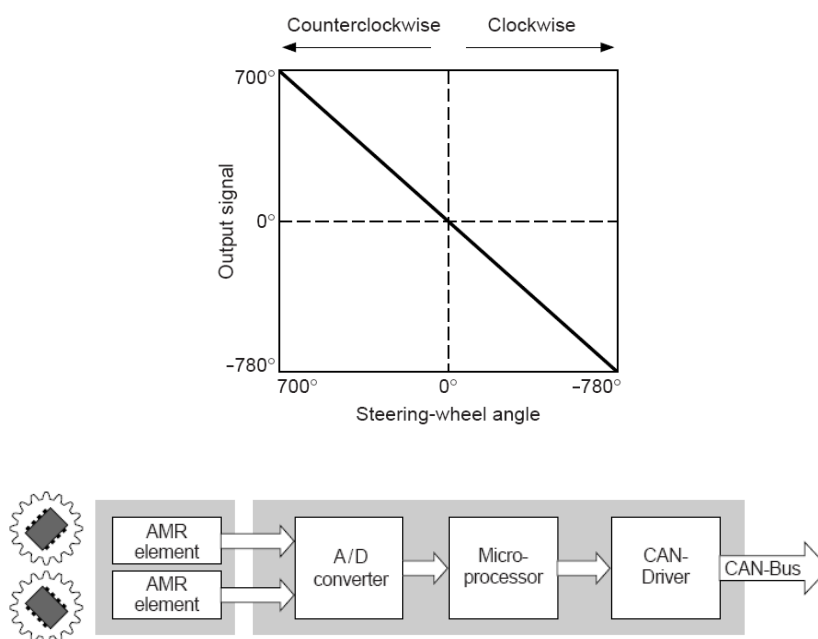 Counterclockwise Clockwise
700°
Output signal
0°
-780°
700° 0° -780°
Steering-wheel angle
AMR
element
AMR
element
A/D
converter
Micro-
processor
CAN-
Driver
CAN-Bus